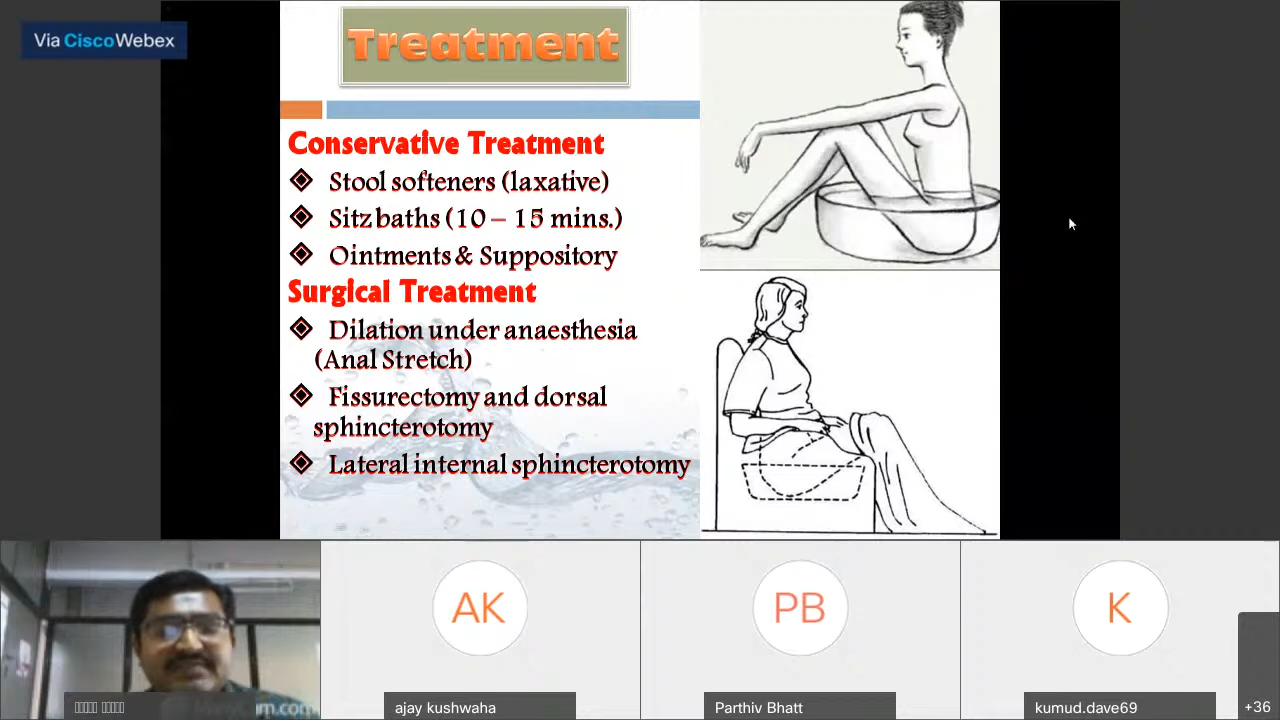 Via CiscoWebex
Treatment
Conservative Treatment
Stool softeners (laxative)
Sitz baths (10 – 15 mins.)
Ointments & Suppository
Surgical Treatment
Dilation under anaesthesia
(Anal Stretch)
Fissurectomy and dorsal
sphincterotomy
Lateral internal sphincterotomy
AK
PB
K
ajay kushwaha
Parthiv Bhatt
kumud.dave69
+36